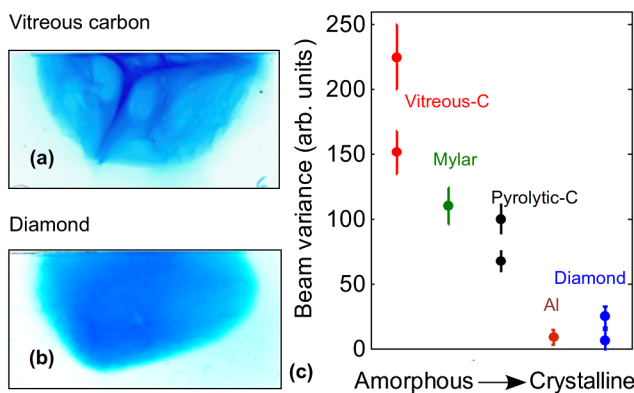 Vitreous carbon
(a)
Diamond
(b)
(c)
Beam variance (arb. units)
250
200
150
100
50
0
Vitreous-C
Mylar
Pyrolytic-C
Al
Diamond
Amorphous → Crystalline